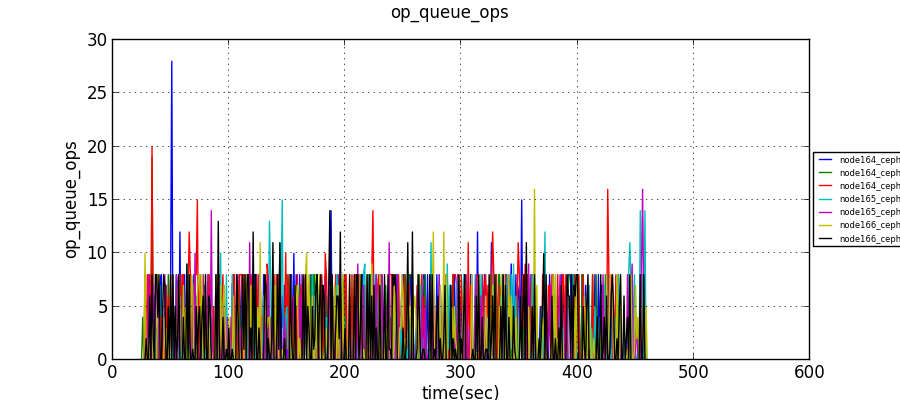 op_queue_ops
30
25
20
15
10
5
0
op_queue_ops
0 100 200 300 400 500 600
time(sec)
node164_ceph
node164_ceph
node164_ceph
node165_ceph
node165_ceph
node166_ceph
node166_ceph